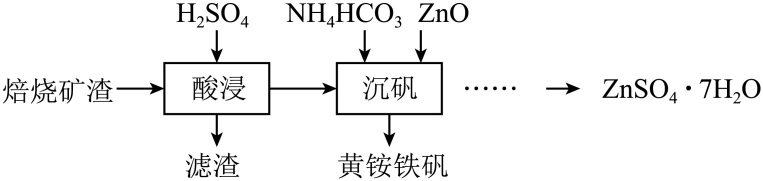 H₂SO₄ NH₄HCO₃ ZnO
焙烧矿渣 酸浸 沉矾 …… ZnSO₄·7H₂O
滤渣 黄铵铁矾